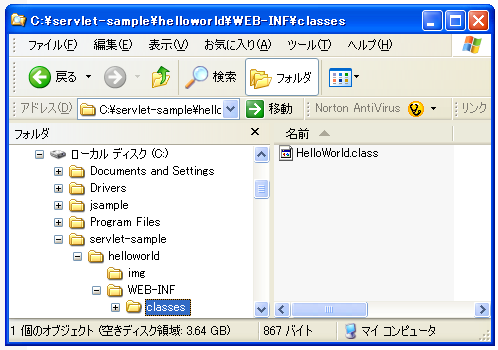 C:¥servlet-sample¥helloworld¥WEB-INF¥classes
ファイル(F) 編集(E) 表示(V) お気に入り(A) ツール(T) ヘルプ(H)
戻る 検索 フォルダ
アドレス(D) C:¥servlet-sample¥hellc 移動 Norton AntiVirus リンク
フォルダ
名前
ローカル ディスク (C:)
Documents and Settings
Drivers
jsample
Program Files
servlet-sample
helloworld
img
WEB-INF
classes
HelloWorld.class
1 個のオブジェクト (空きディスク領域: 3.64 GB) 867 バイト マイ コンピュータ